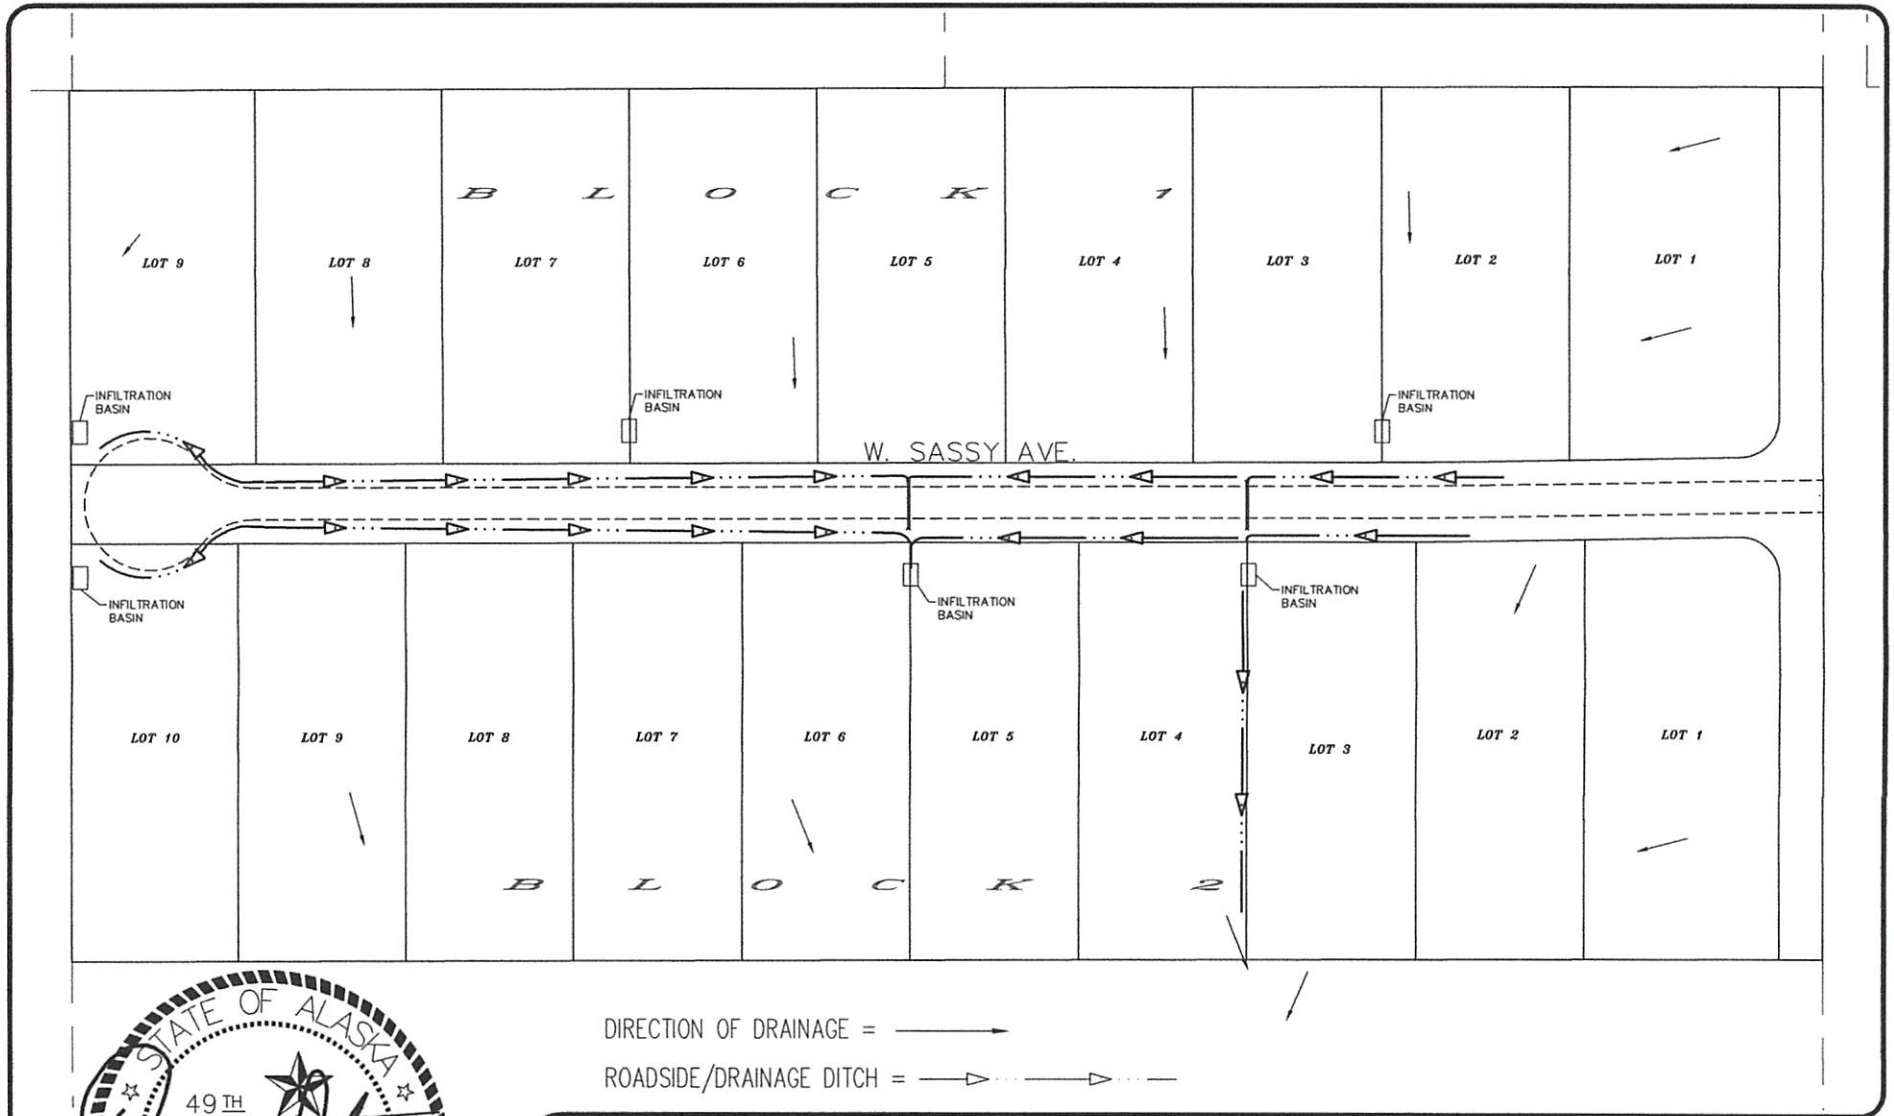 B L O C K 1
LOT 9
LOT 8
LOT 7
LOT 6
LOT 5
LOT 4
LOT 3
LOT 2
LOT 1
INFILTRATION
BASIN
INFILTRATION
BASIN
INFILTRATION
BASIN
W. SASSY AVE.
INFILTRATION
BASIN
INFILTRATION
BASIN
INFILTRATION
BASIN
LOT 10
LOT 9
LOT 8
LOT 7
LOT 6
LOT 5
LOT 4
LOT 3
LOT 2
LOT 1
B L O C K 2
STATE OF ALASKA
49TH
DIRECTION OF DRAINAGE =
ROADSIDE/DRAINAGE DITCH =